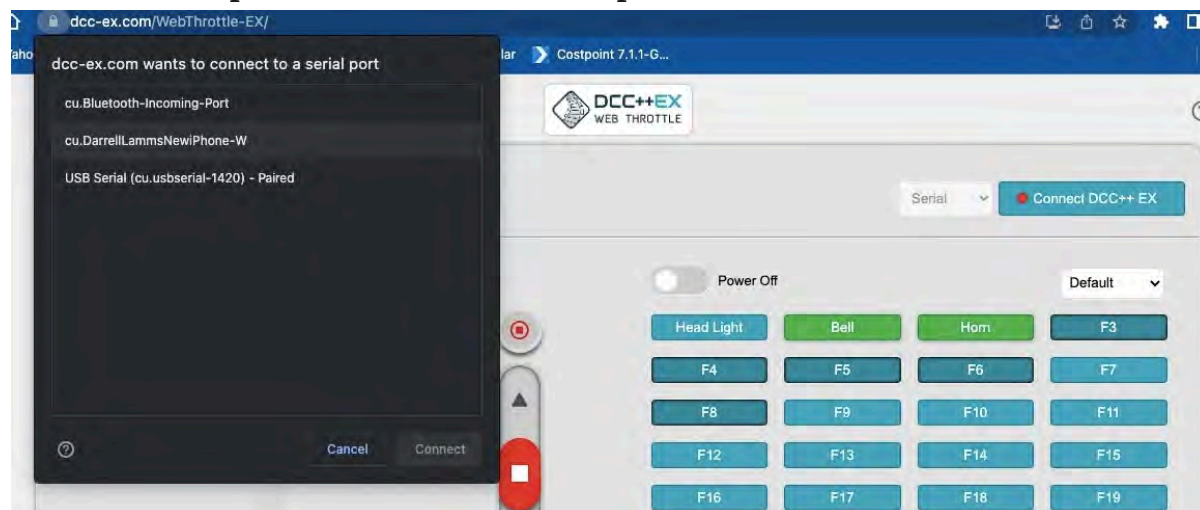 dcc-ex.com/WebThrottle-EX/
lar Costpoint 7.1.1-G...
dcc-ex.com wants to connect to a serial port
cu.Bluetooth-Incoming-Port
cu.DarrellLammsNewiPhone-W
USB Serial (cu.usbserial-1420) - Paired
Cancel Connect
DCC++EX
WEB THROTTLE
Serial Connect DCC++ EX
Power Off Default
Head Light Bell Horn F3
F4 F5 F6 F7
F8 F9 F10 F11
F12 F13 F14 F15
F16 F17 F18 F19